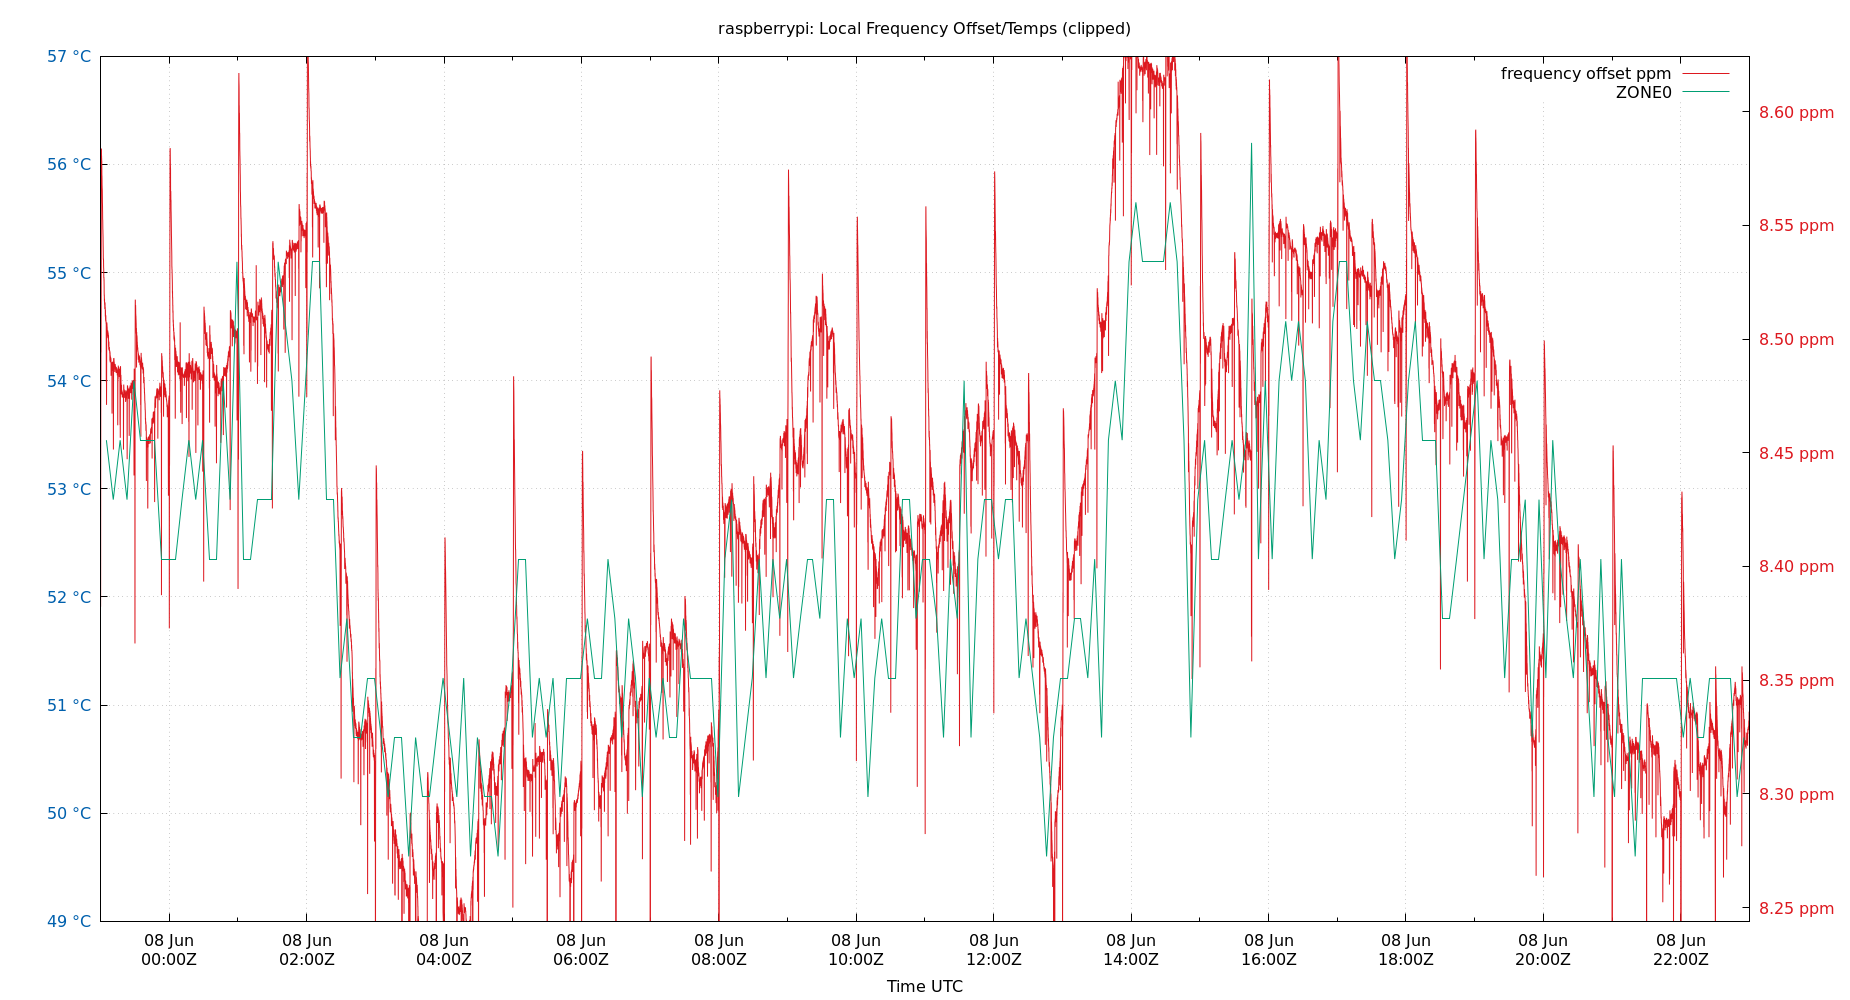 raspberrypi: Local Frequency Offset/Temps (clipped)
57 °C
56 °C
55 °C
54 °C
53 °C
52 °C
51 °C
50 °C
49 °C
frequency offset ppm
ZONE0
8.60 ppm
8.55 ppm
8.50 ppm
8.45 ppm
8.40 ppm
8.35 ppm
8.30 ppm
8.25 ppm
08 Jun 08 Jun 08 Jun 08 Jun 08 Jun 08 Jun 08 Jun 08 Jun 08 Jun 08 Jun 08 Jun 08 Jun
00:00Z 02:00Z 04:00Z 06:00Z 08:00Z 10:00Z 12:00Z 14:00Z 16:00Z 18:00Z 20:00Z 22:00Z
Time UTC